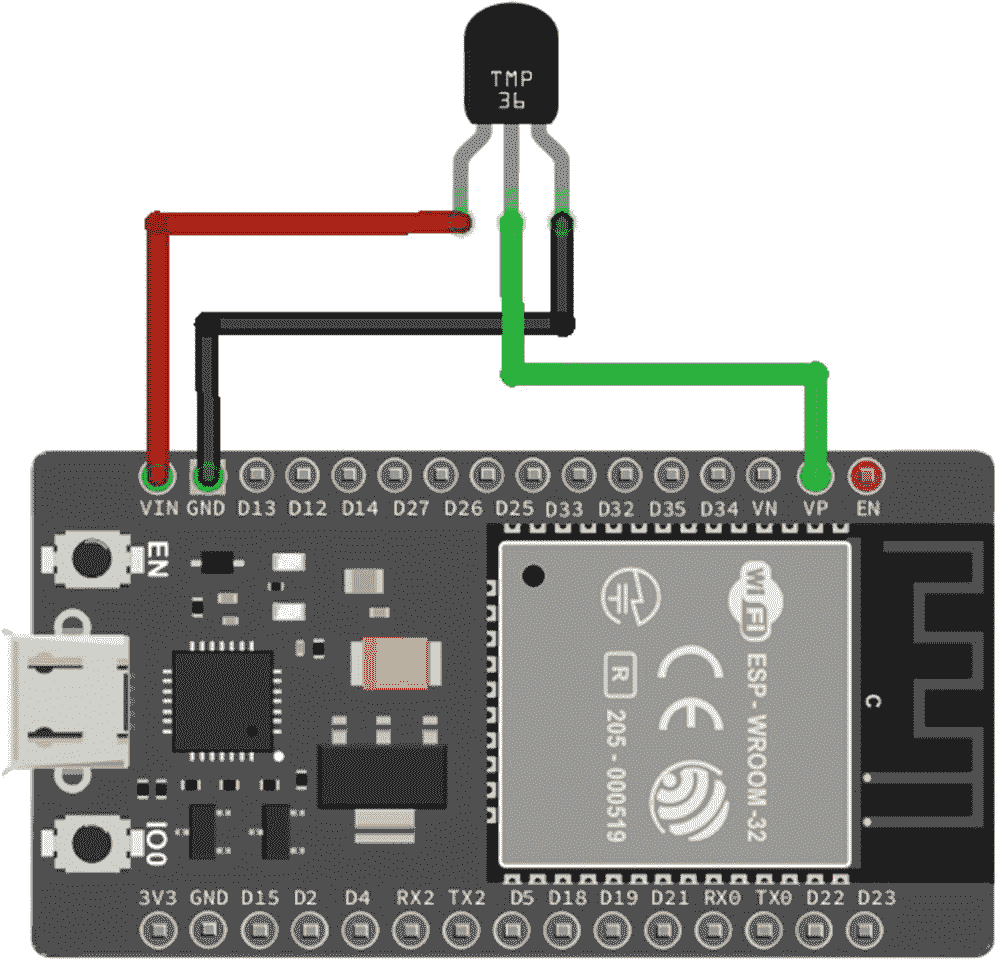 TMP
36
VIN GND D13 D12 D14 D27 D26 D25 D33 D32 D35 D34 VN VP EN
EN
WiFi
R
205-000519
CE
ESP-WROOM-32
C
IO0
3V3 GND D15 D2 D4 RX2 TX2 D5 D18 D19 D21 RX0 TX0 D22 D23